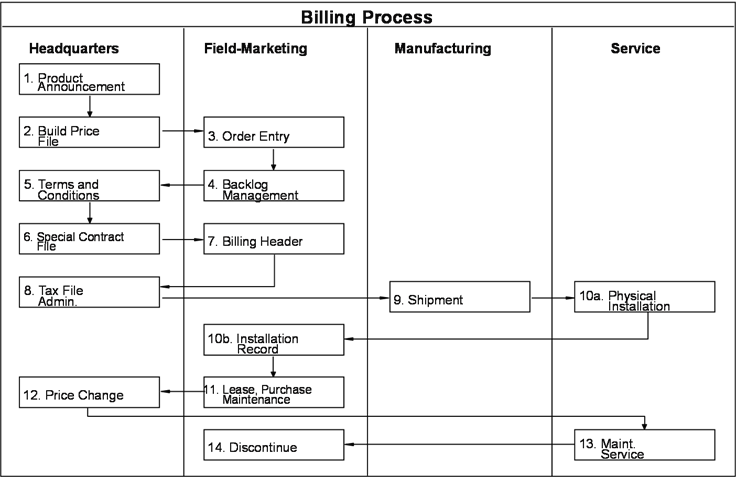 Billing Process
Headquarters
Field-Marketing
Manufacturing
Service
1. Product
Announcement
2. Build Price
File
3. Order Entry
4. Backlog
Management
5. Terms and
Conditions
6. Special Contract
File
7. Billing Header
8. Tax File
Admin.
9. Shipment
10a. Physical
Installation
10b. Installation
Record
11. Lease, Purchase
Maintenance
12. Price Change
13. Maint.
Service
14. Discontinue